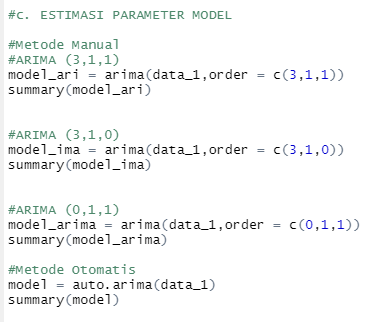 #c. ESTIMASI PARAMETER MODEL
#Metode Manual
#ARIMA (3,1,1)
model_ari = arima(data_1,order = c(3,1,1))
summary(model_ari)
#ARIMA (3,1,0)
model_ima = arima(data_1,order = c(3,1,0))
summary(model_ima)
#ARIMA (0,1,1)
model_arima = arima(data_1,order = c(0,1,1))
summary(model_arima)
#Metode Otomatis
model = auto.arima(data_1)
summary(model)